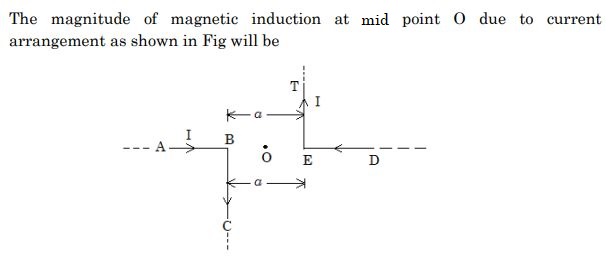 The magnitude of magnetic induction at mid point O due to current
arrangement as shown in Fig will be
T
I
a
I
A
B
O
E
D
a
C